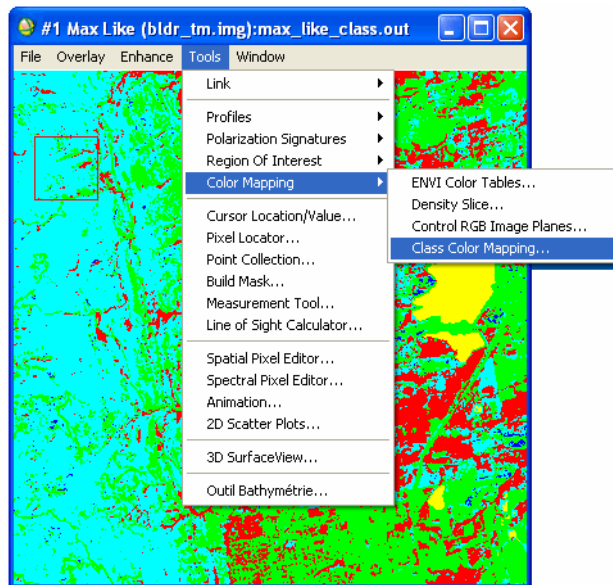 #1 Max Like (bldr_tm.img):max_like_class.out
File Overlay Enhance Tools Window
Link
Profiles
Polarization Signatures
Region Of Interest
Color Mapping
ENVI Color Tables...
Density Slice...
Control RGB Image Planes...
Class Color Mapping...
Cursor Location/Value...
Pixel Locator...
Point Collection...
Build Mask...
Measurement Tool...
Line of Sight Calculator...
Spatial Pixel Editor...
Spectral Pixel Editor...
Animation...
2D Scatter Plots...
3D SurfaceView...
Outil Bathymétrie...